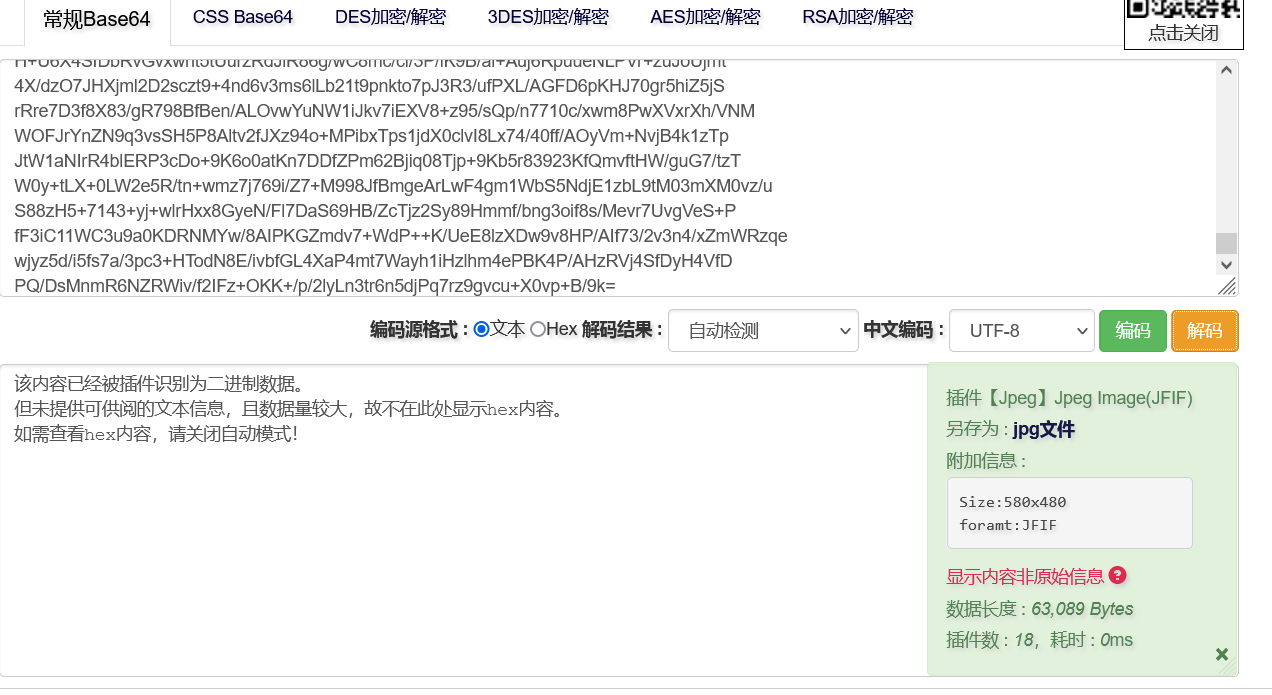 常规Base64
CSS Base64
DES加密/解密
3DES加密/解密
AES加密/解密
RSA加密/解密
点击关闭
4X/dzO7JHXjml2D2sczt9+4nd6v3ms6lLb21t9pnkto7pJ3R3/ufPXL/AGFD6pKHJ70gr5hiZ5jS
rRre7D3f8X83/gR798BfBen/ALOvwYuNW1iJkv7iEXV8+z95/sQp/n7710c/xwm8PwXVxrXh/VNM
WOFJrYnZN9q3vsSH5P8Altv2fJXz94o+MPibxTps1jdX0clvI8Lx74/40ff/AOyVm+NvjB4k1zTp
JtW1aNIrR4blERP3cDo+9K6o0atKn7DDfZPm62Bjiq08Tjp+9Kb5r83923KfQmvftHW/guG7/tzT
W0y+tLX+0LW2e5R/tn+wmz7j769i/Z7+M998JfBmgeArLwF4gm1WbS5NdjE1zbL9tM03mXM0vz/u
S88zH5+7143+yj+wlrHxx8GyeN/Fl7DaS69HB/ZcTjz2Sy89Hmmf/bng3oif8s/Mevr7UvgVeS+P
fF3iC11WC3u9a0KDRNMYw/8AIPKGZmdv7+WdP++K/UeE8lzXDw9v8HP/AIf73/2v3n4/xZmWRzqe
wjyz5d/i5fs7a/3pc3+HTodN8E/ivbfGL4XaP4mt7Wayh1iHzlhm4ePBK4P/AHzRVj4SfDyH4VfD
PQ/DsMnmR6NZRWiv/f2IFz+OKK+/p/2lyLn3tr6n5djPq7rz9gvcu+X0vp+B/9k=
编码源格式：文本 Hex 解码结果： 自动检测 中文编码： UTF-8 编码 解码
该内容已经被插件识别为二进制数据。
但未提供可供阅的文本信息，且数据量较大，故不在此处显示hex内容。
如需查看hex内容，请关闭自动模式！
插件【Jpeg】Jpeg Image(JFIF)
另存为 : jpg文件
附加信息 :
Size:580x480
foramt:JFIF
显示内容非原始信息
数据长度 : 63,089 Bytes
插件数 : 18，耗时 : 0ms